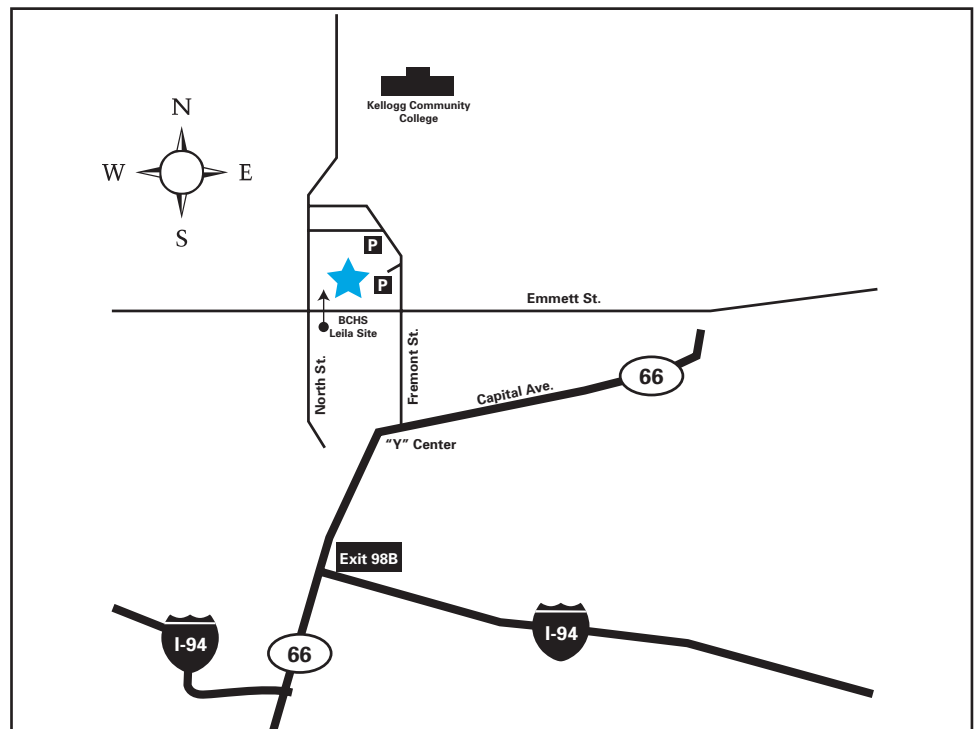 Kellogg Community
College
N
W
E
S
P
P
Emmett St.
BCHS
Leila Site
North St.
Fremont St.
66
Capital Ave.
“Y” Center
Exit 98B
I-94
I-94
66